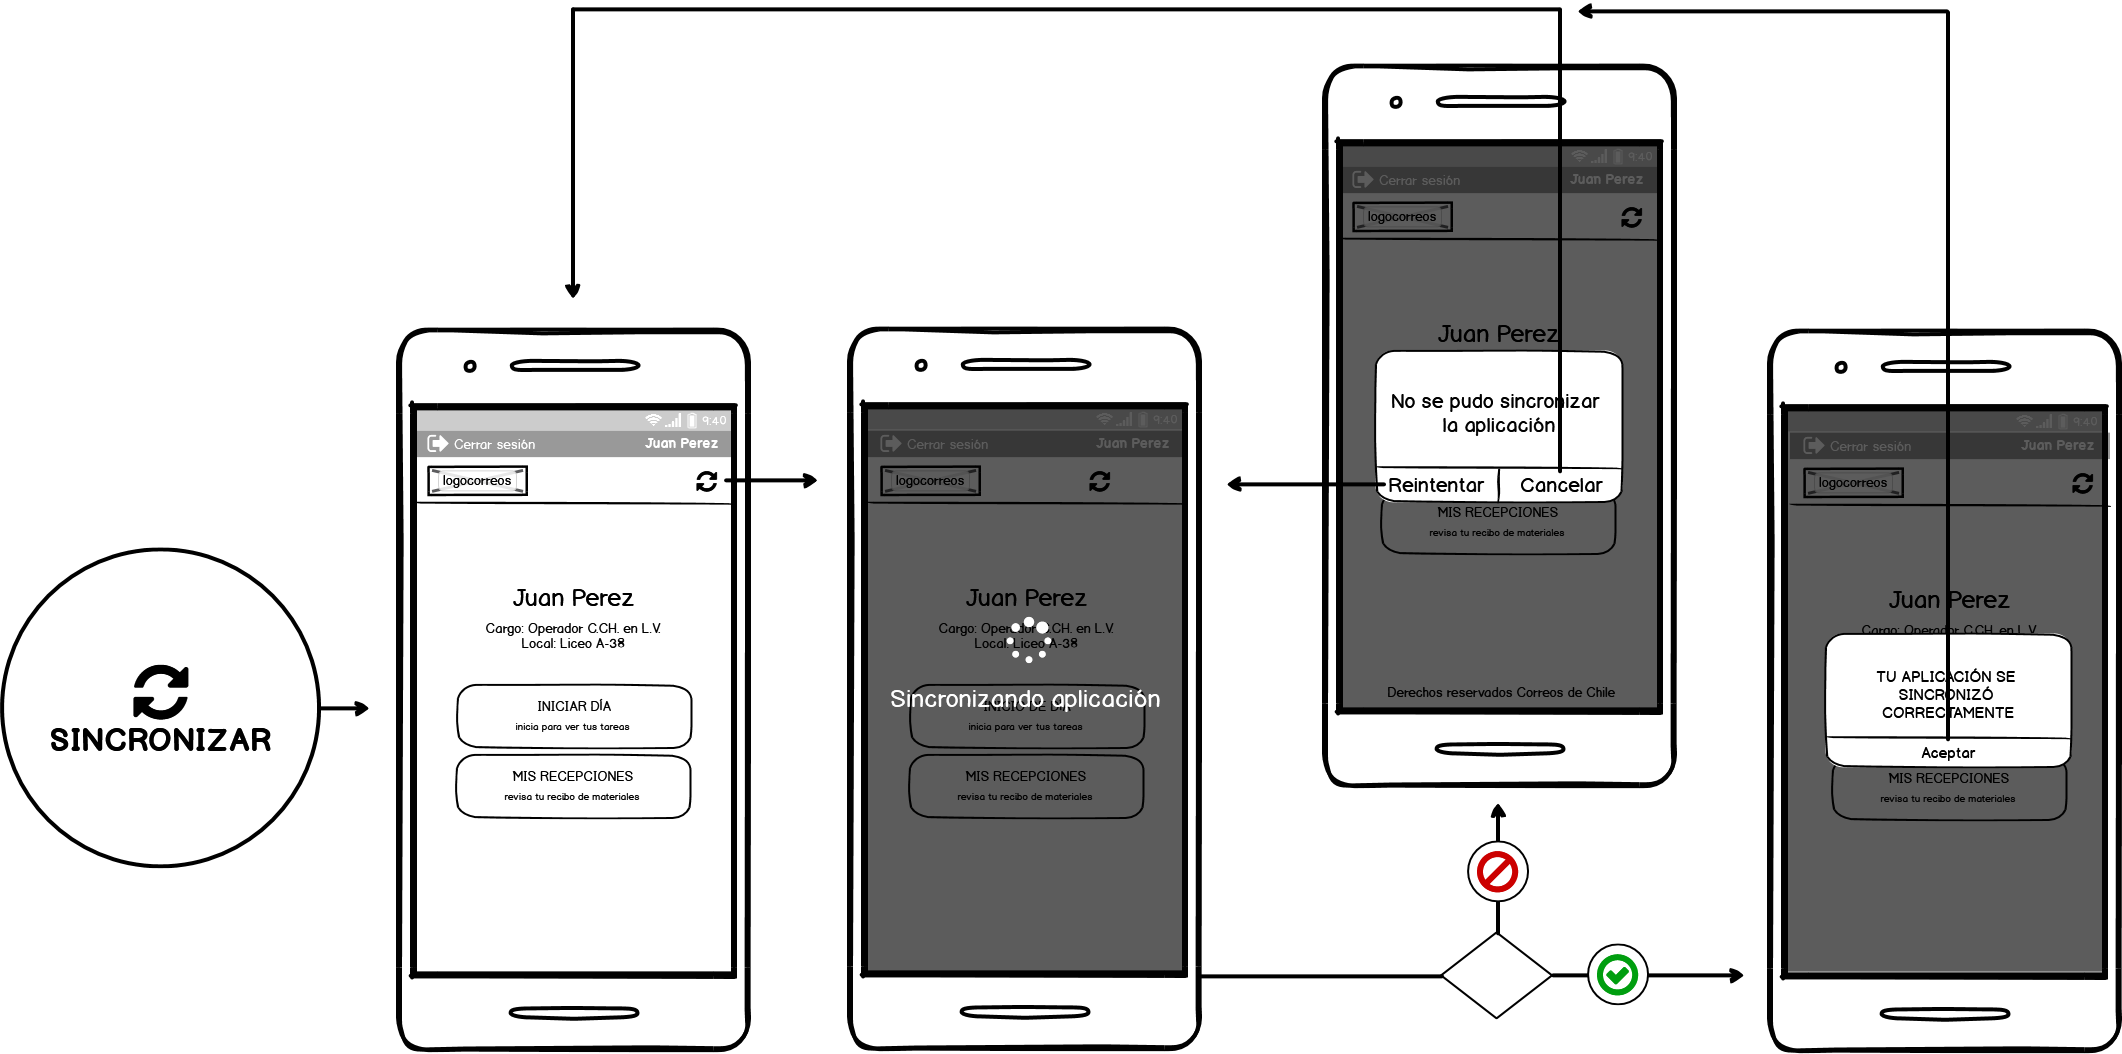 SINCRONIZAR
9:40
Cerrar sesión
Juan Perez
logocorreos
Juan Perez
Cargo: Operador C.CH. en L.V.
Local: Liceo A-38
INICIAR DÍA
inicia para ver tus tareas
MIS RECEPCIONES
revisa tu recibo de materiales
9:40
Cerrar sesión
Juan Perez
logocorreos
Juan Perez
Cargo: Operador C.CH. en L.V.
Local: Liceo A-38
Sincronizando aplicación
INICIO DE DÍA
inicia para ver tus tareas
MIS RECEPCIONES
revisa tu recibo de materiales
9:40
Cerrar sesión
Juan Perez
logocorreos
Juan Perez
No se pudo sincronizar
la aplicación
Reintentar
Cancelar
MIS RECEPCIONES
revisa tu recibo de materiales
Derechos reservados Correos de Chile
9:40
Cerrar sesión
Juan Perez
logocorreos
Juan Perez
Cargo: Operador C.CH. en L.V.
TU APLICACIÓN SE
SINCRONIZÓ
CORRECTAMENTE
Aceptar
MIS RECEPCIONES
revisa tu recibo de materiales